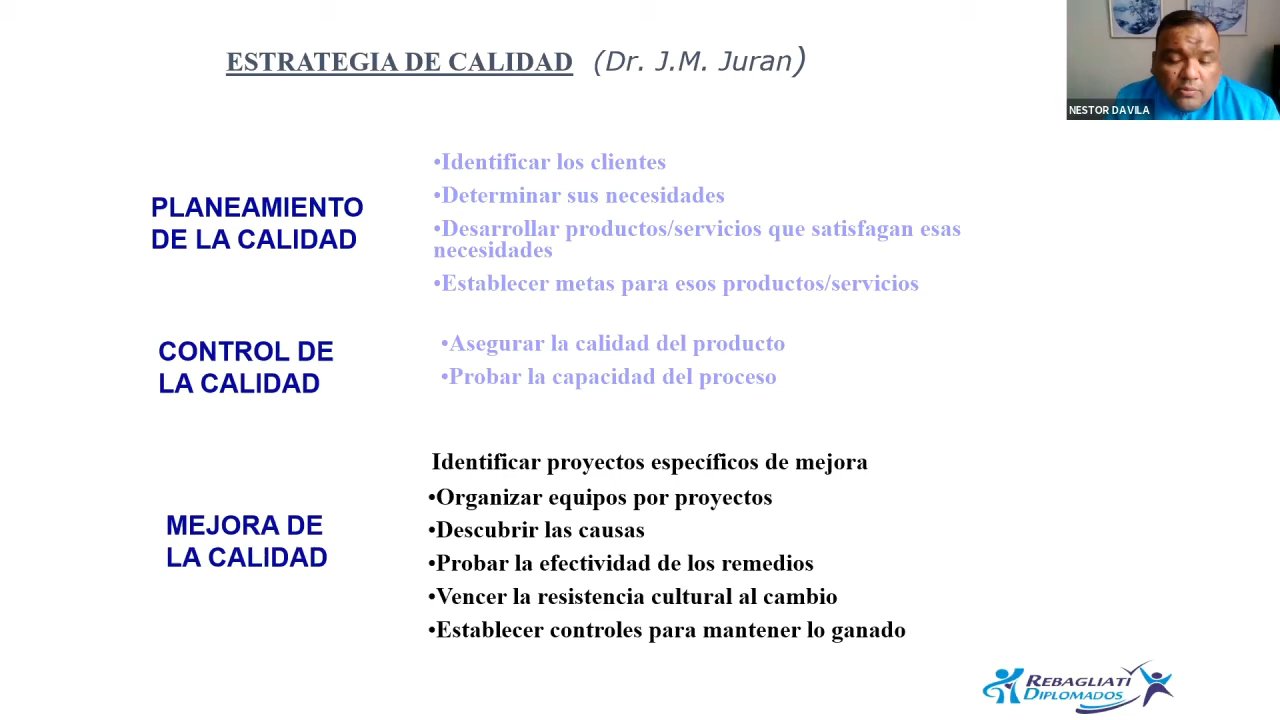 ESTRATEGIA DE CALIDAD (Dr. J.M. Juran)
NESTOR DAVILA
PLANEAMIENTO
DE LA CALIDAD
•Identificar los clientes
•Determinar sus necesidades
•Desarrollar productos/servicios que satisfagan esas
necesidades
•Establecer metas para esos productos/servicios
CONTROL DE
LA CALIDAD
•Asegurar la calidad del producto
•Probar la capacidad del proceso
MEJORA DE
LA CALIDAD
Identificar proyectos específicos de mejora
•Organizar equipos por proyectos
•Descubrir las causas
•Probar la efectividad de los remedios
•Vencer la resistencia cultural al cambio
•Establecer controles para mantener lo ganado
REBAGLIATI
DIPLOMADOS